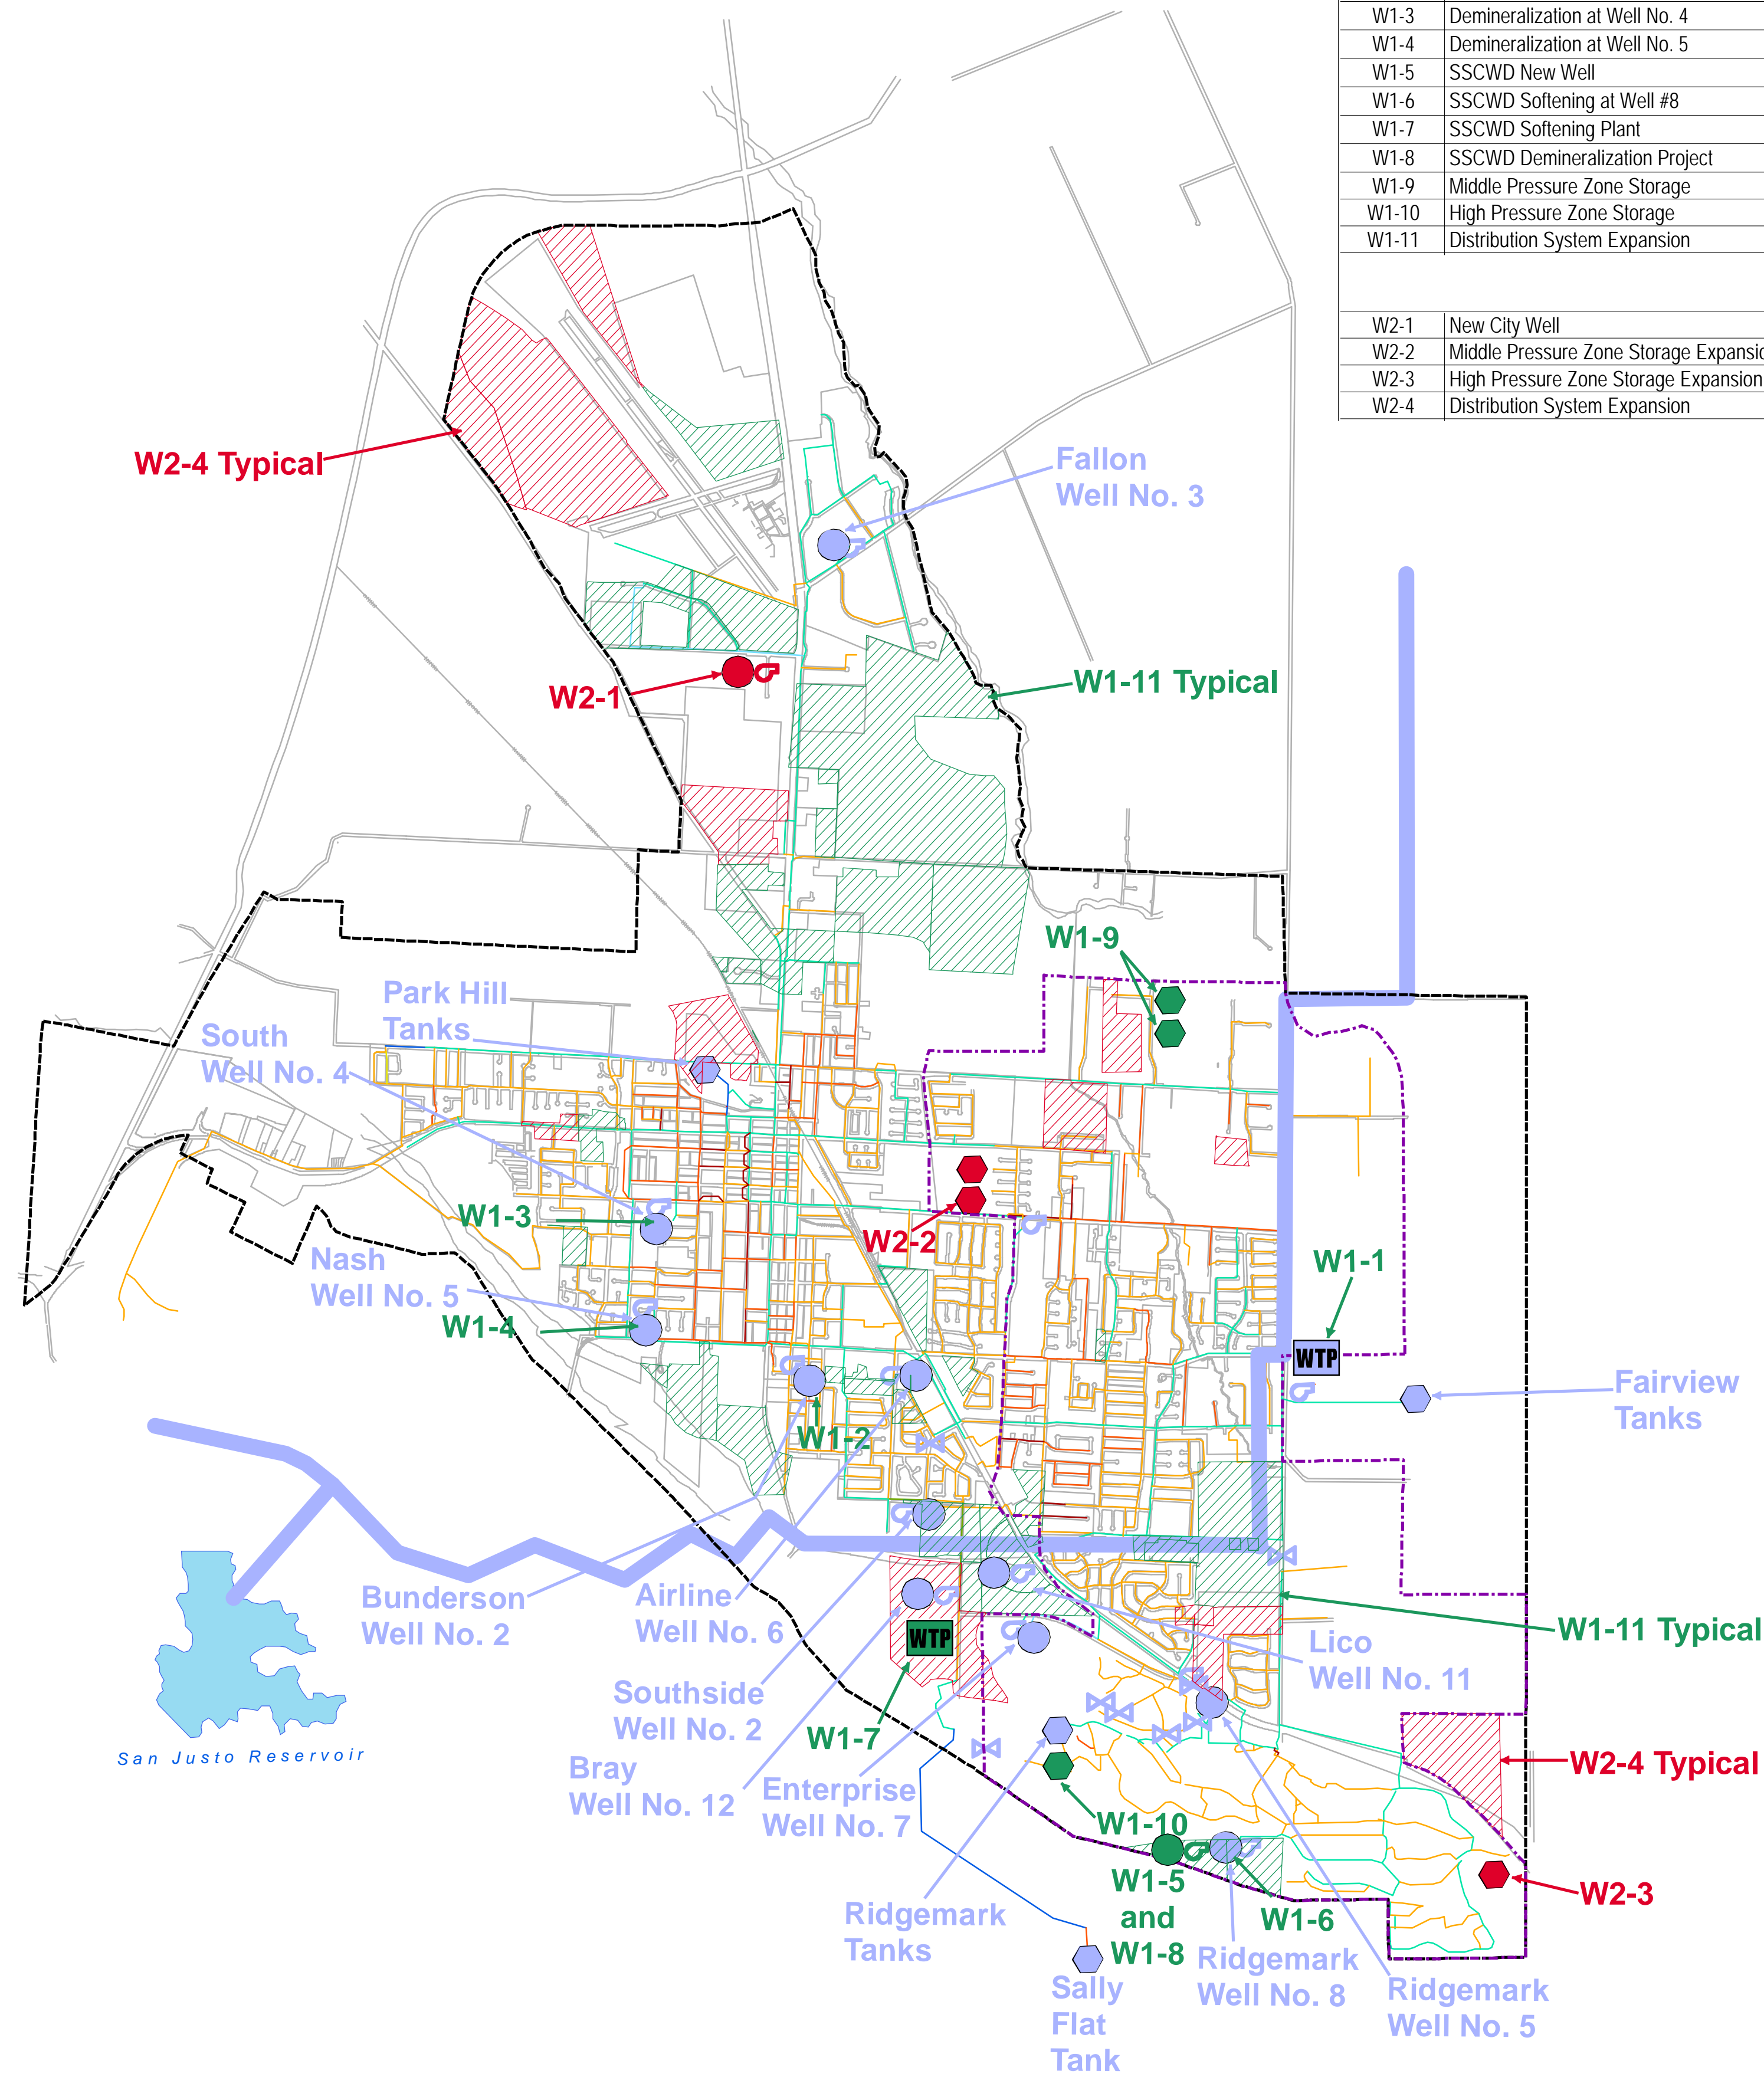 W1-3 Demineralization at Well No. 4
W1-4 Demineralization at Well No. 5
W1-5 SSCWD New Well
W1-6 SSCWD Softening at Well #8
W1-7 SSCWD Softening Plant
W1-8 SSCWD Demineralization Project
W1-9 Middle Pressure Zone Storage
W1-10 High Pressure Zone Storage
W1-11 Distribution System Expansion
W2-1 New City Well
W2-2 Middle Pressure Zone Storage Expansio
W2-3 High Pressure Zone Storage Expansion
W2-4 Distribution System Expansion
W2-4 Typical
Fallon
Well No. 3
W2-1
W1-11 Typical
W1-9
Park Hill
Tanks
South
Well No. 4
W1-3
Nash
Well No. 5
W1-4
W2-2
W1-1
WTP
Fairview
Tanks
W1-2
Bunderson
Well No. 2
Airline
Well No. 6
WTP
Lico
Well No. 11
W1-11 Typical
Southside
Well No. 2
W1-7
Bray
Well No. 12
Enterprise
Well No. 7
San Justo Reservoir
W2-4 Typical
W1-10
W1-5
and
W1-8
W1-6
W2-3
Ridgemark
Tanks
Ridgemark
Well No. 8
Ridgemark
Well No. 5
Sally
Flat
Tank